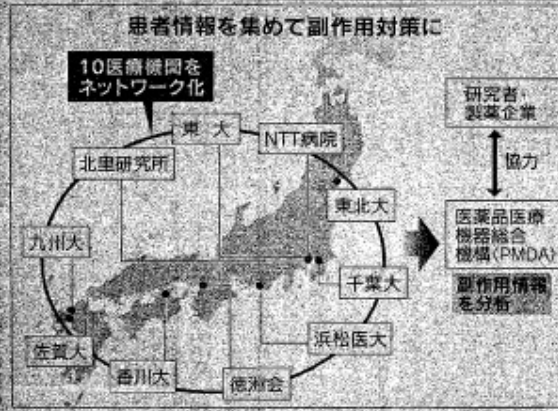 患者情報を集めて副作用対策に
10医療機関を
ネットワーク化
東大
NTT病院
北里研究所
東北大
九州大
千葉大
佐賀大
浜松医大
香川大
徳洲会
研究者・
製薬企業
協力
医薬品医療
機器総合
機構(PMDA)
副作用情報
を分析